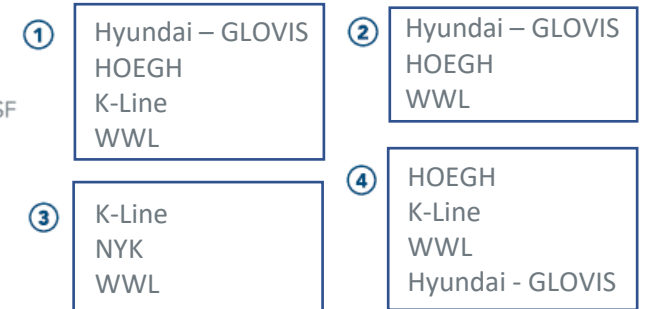 1
Hyundai – GLOVIS
HOEGH
K-Line
WWL
2
Hyundai – GLOVIS
HOEGH
WWL
SF
3
K-Line
NYK
WWL
4
HOEGH
K-Line
WWL
Hyundai - GLOVIS